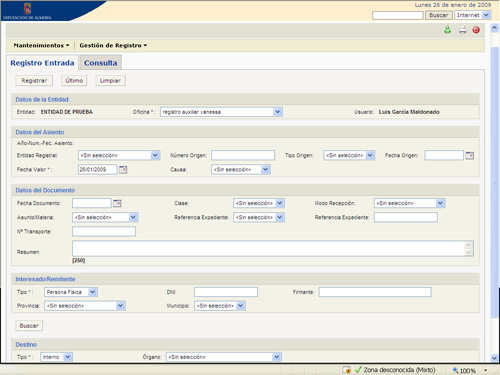 Lunes 26 de enero de 2009
DIPUTACIÓN DE ALMERÍA
Buscar Internet
Mantenimientos Gestión de Registro
Registro Entrada Consulta
Registrar Último Limpiar
Datos de la Entidad
Entidad: ENTIDAD DE PRUEBA Oficina *: registro auxiliar vanessa Usuario: Luis García Maldonado
Datos del Asiento
Año-Num.-Fec. Asiento:
Entidad Registral: <Sin selección> Número Origen: Tipo Origen: <Sin selección> Fecha Origen:
Fecha Valor *: 26/01/2009 Causa: <Sin selección>
Datos del Documento
Fecha Documento: Clase: <Sin selección> Modo Recepción: <Sin selección>
Asunto/Materia: <Sin selección> Referencia Expediente: <Sin selección> Referencia Expediente:
Nº Transporte:
Resumen:
[250]
Interesado/Remitente
Tipo *: Persona Física DNI: Firmante:
Provincia: <Sin selección> Municipio: <Sin selección>
Buscar
Destino
Tipo *: Interno Órgano: <Sin selección>
Zona desconocida (Mixto) 100%